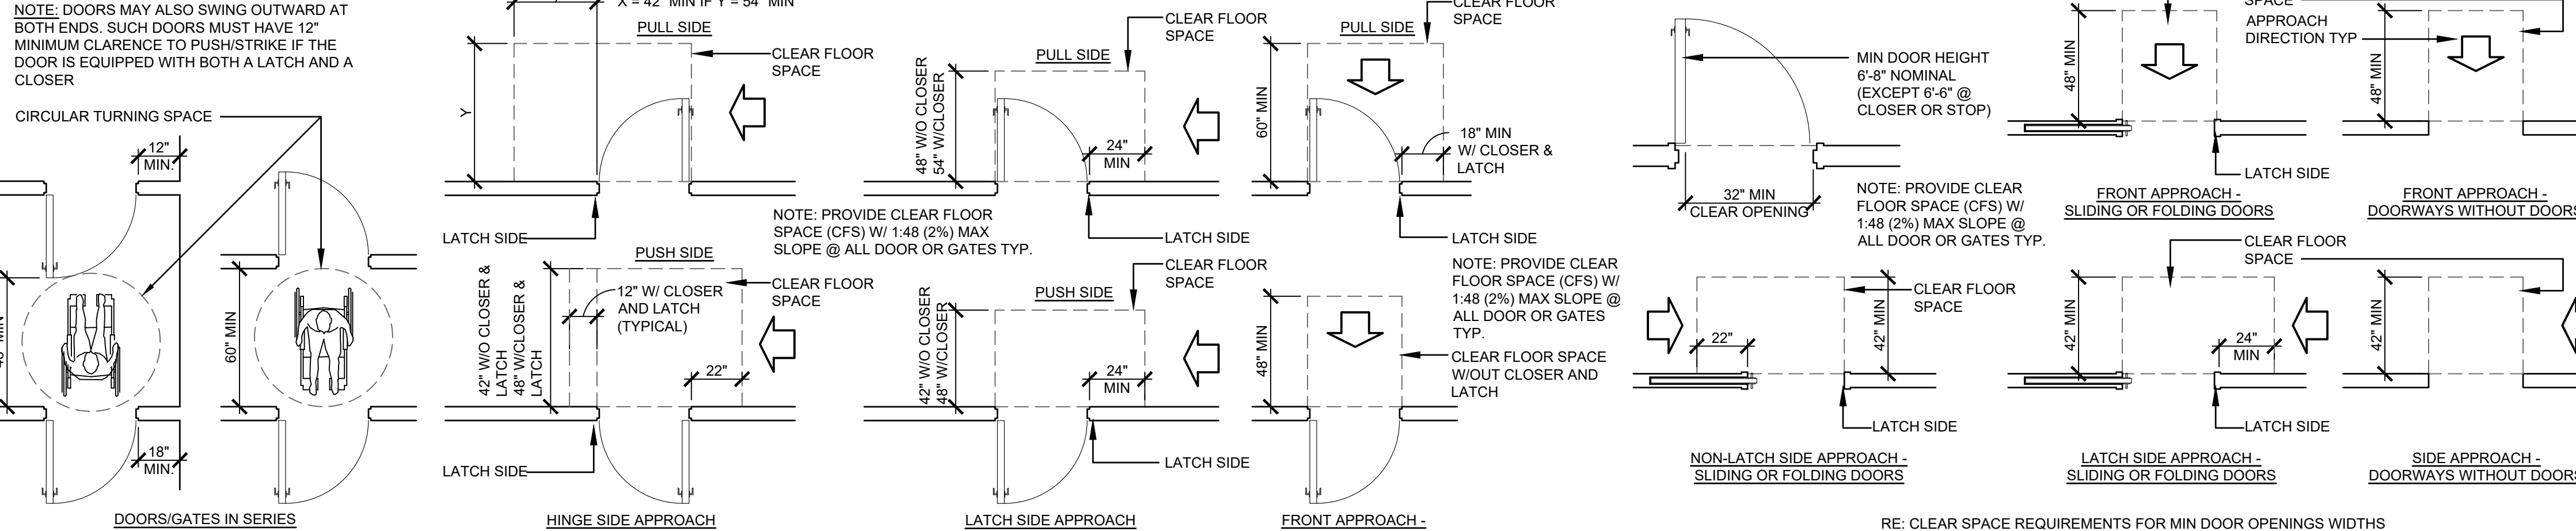 NOTE: DOORS MAY ALSO SWING OUTWARD AT
BOTH ENDS. SUCH DOORS MUST HAVE 12"
MINIMUM CLARENCE TO PUSH/STRIKE IF THE
DOOR IS EQUIPPED WITH BOTH A LATCH AND A
CLOSER
CIRCULAR TURNING SPACE
12"
MIN.
60" MIN
18"
MIN.
DOORS/GATES IN SERIES
X = 42" MIN IF Y = 54" MIN
PULL SIDE
CLEAR FLOOR
SPACE
Y
LATCH SIDE
PUSH SIDE
42" W/O CLOSER &
LATCH
48" W/CLOSER &
LATCH
12" W/ CLOSER
AND LATCH
(TYPICAL)
CLEAR FLOOR
SPACE
22"
LATCH SIDE
HINGE SIDE APPROACH
NOTE: PROVIDE CLEAR FLOOR
SPACE (CFS) W/ 1:48 (2%) MAX
SLOPE @ ALL DOOR OR GATES TYP.
CLEAR FLOOR
SPACE
PULL SIDE
48" W/O CLOSER
54" W/CLOSER
24"
MIN
LATCH SIDE
CLEAR FLOOR
SPACE
PUSH SIDE
42" W/O CLOSER
48" W/CLOSER
24"
MIN
LATCH SIDE
LATCH SIDE APPROACH
CLEAR FLOOR
SPACE
PULL SIDE
60" MIN
18" MIN
W/ CLOSER &
LATCH
LATCH SIDE
NOTE: PROVIDE CLEAR
FLOOR SPACE (CFS) W/
1:48 (2%) MAX SLOPE @
ALL DOOR OR GATES
TYP.
48" MIN
CLEAR FLOOR SPACE
W/OUT CLOSER AND
LATCH
FRONT APPROACH -
MIN DOOR HEIGHT
6'-8" NOMINAL
(EXCEPT 6'-6" @
CLOSER OR STOP)
32" MIN
CLEAR OPENING
NOTE: PROVIDE CLEAR
FLOOR SPACE (CFS) W/
1:48 (2%) MAX SLOPE @
ALL DOOR OR GATES TYP.
48" MIN
LATCH SIDE
FRONT APPROACH -
SLIDING OR FOLDING DOORS
SPACE
APPROACH
DIRECTION TYP
48" MIN
FRONT APPROACH -
DOORWAYS WITHOUT DOORS
22"
CLEAR FLOOR
SPACE
42" MIN
LATCH SIDE
NON-LATCH SIDE APPROACH -
SLIDING OR FOLDING DOORS
CLEAR FLOOR
SPACE
42" MIN
24"
MIN
LATCH SIDE
LATCH SIDE APPROACH -
SLIDING OR FOLDING DOORS
42" MIN
SIDE APPROACH -
DOORWAYS WITHOUT DOORS
RE: CLEAR SPACE REQUIREMENTS FOR MIN DOOR OPENINGS WIDTHS